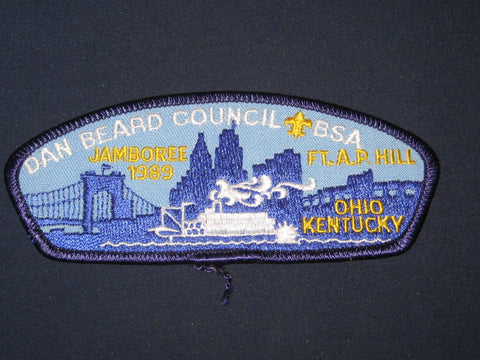 DAN BEARD COUNCIL BSA
JAMBOREE
1989
FT. A.P. HILL
OHIO
KENTUCKY